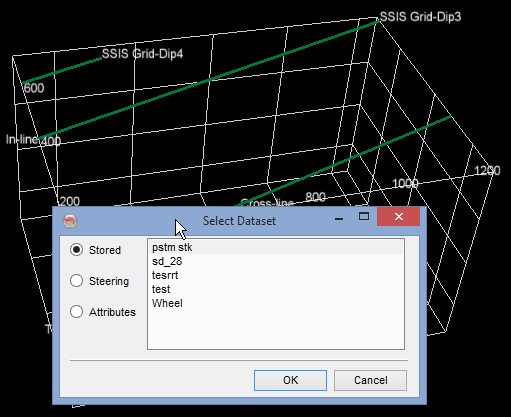 SSIS Grid-Dip3
SSIS Grid-Dip4
600
In-line
400
1200
1000
800
200
Cross-line
Select Dataset
Stored
Steering
Attributes
pstm stk
sd_28
tesrrt
test
Wheel
OK
Cancel